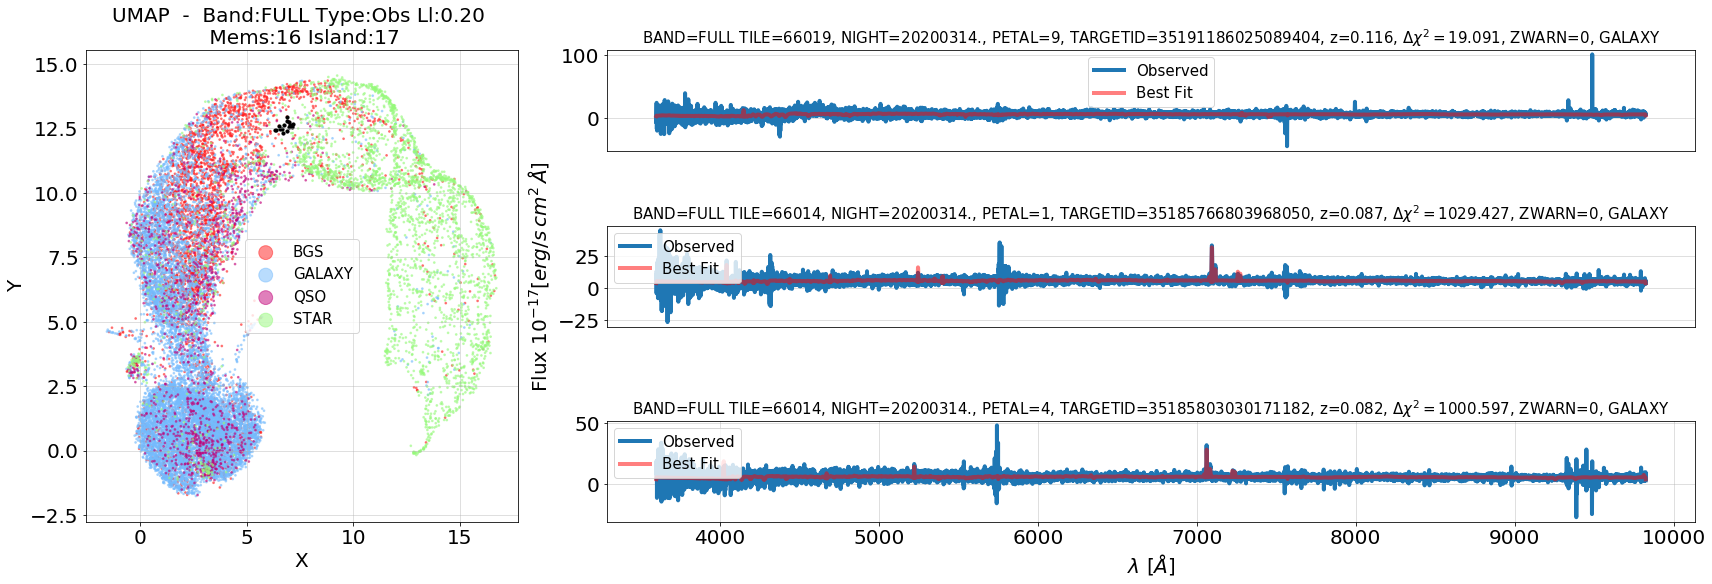 UMAP  -  Band:FULL Type:Obs Ll:0.20
Mems:16 Island:17
15.0
12.5
10.0
7.5
5.0
2.5
0.0
−2.5
Y
BGS
GALAXY
QSO
STAR
0
5
10
15
X
BAND=FULL TILE=66019, NIGHT=20200314., PETAL=9, TARGETID=35191186025089404, z=0.116, Δχ² = 19.091, ZWARN=0, GALAXY
100
0
Observed
Best Fit
Flux 10⁻¹⁷[erg/s cm² Å]
BAND=FULL TILE=66014, NIGHT=20200314., PETAL=1, TARGETID=35185766803968050, z=0.087, Δχ² = 1029.427, ZWARN=0, GALAXY
25
0
−25
Observed
Best Fit
BAND=FULL TILE=66014, NIGHT=20200314., PETAL=4, TARGETID=35185803030171182, z=0.082, Δχ² = 1000.597, ZWARN=0, GALAXY
50
0
Observed
Best Fit
4000
5000
6000
7000
8000
9000
10000
λ [Å]